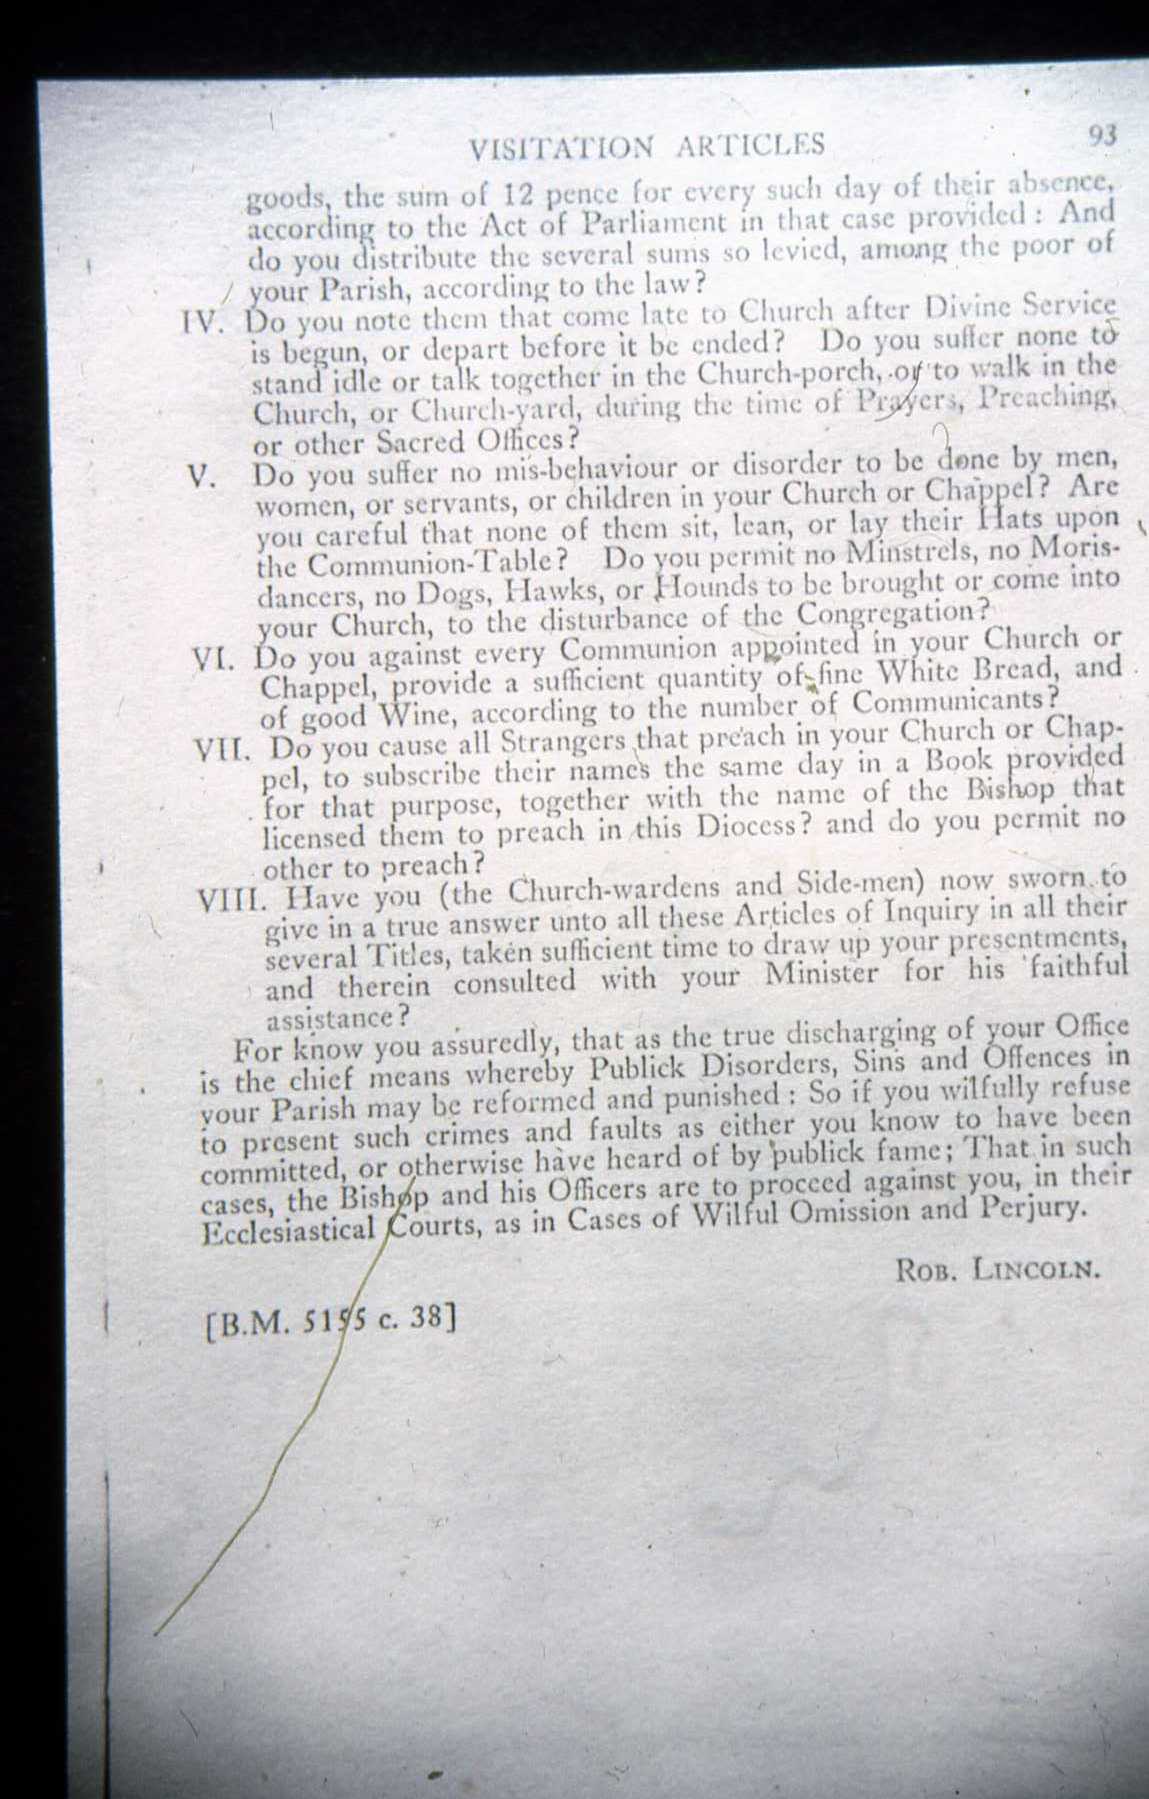 VISITATION ARTICLES 93
goods, the sum of 12 pence for every such day of their absence,
according to the Act of Parliament in that case provided : And
do you distribute the several sums so levied, among the poor of
your Parish, according to the law?
IV. Do you note them that come late to Church after Divine Service
is begun, or depart before it be ended? Do you suffer none to
stand idle or talk together in the Church-porch, or to walk in the
Church, or Church-yard, during the time of Prayers, Preaching,
or other Sacred Offices?
V. Do you suffer no mis-behaviour or disorder to be done by men,
women, or servants, or children in your Church or Chappel? Are
you careful that none of them sit, lean, or lay their Hats upon
the Communion-Table? Do you permit no Minstrels, no Moris-
dancers, no Dogs, Hawks, or Hounds to be brought or come into
your Church, to the disturbance of the Congregation?
VI. Do you against every Communion appointed in your Church or
Chappel, provide a sufficient quantity of fine White Bread, and
of good Wine, according to the number of Communicants?
VII. Do you cause all Strangers that preach in your Church or Chap-
pel, to subscribe their names the same day in a Book provided
for that purpose, together with the name of the Bishop that
licensed them to preach in this Diocess? and do you permit no
other to preach?
VIII. Have you (the Church-wardens and Side-men) now sworn to
give in a true answer unto all these Articles of Inquiry in all their
several Titles, taken sufficient time to draw up your presentments,
and therein consulted with your Minister for his faithful
assistance?
For know you assuredly, that as the true discharging of your Office
is the chief means whereby Publick Disorders, Sins and Offences in
your Parish may be reformed and punished : So if you wilfully refuse
to present such crimes and faults as either you know to have been
committed, or otherwise have heard of by publick fame; That in such
cases, the Bishop and his Officers are to proceed against you, in their
Ecclesiastical Courts, as in Cases of Wilful Omission and Perjury.
ROB. LINCOLN.
[B.M. 5155 c. 38]